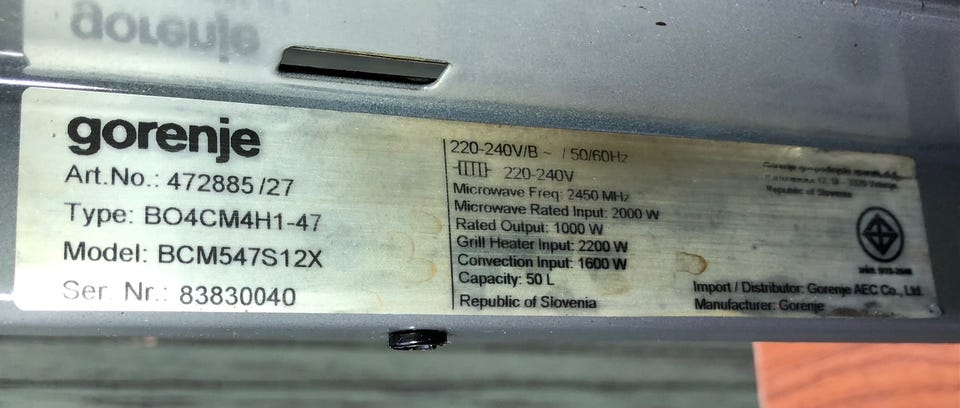 gorenje
Art.No.: 472885/27
Type: BO4CM4H1-47
Model: BCM547S12X
Ser. Nr.: 83830040
220-240V/B ~ / 50/60Hz
220-240V
Microwave Freq: 2450 MHz
Microwave Rated Input: 2000 W
Rated Output: 1000 W
Grill Heater Input: 2200 W
Convection Input: 1600 W
Capacity: 50 L
Republic of Slovenia
Gorenje
Republic of Slovenia
Import / Distributor: Gorenje AEC Co., Ltd.
Manufacturer: Gorenje